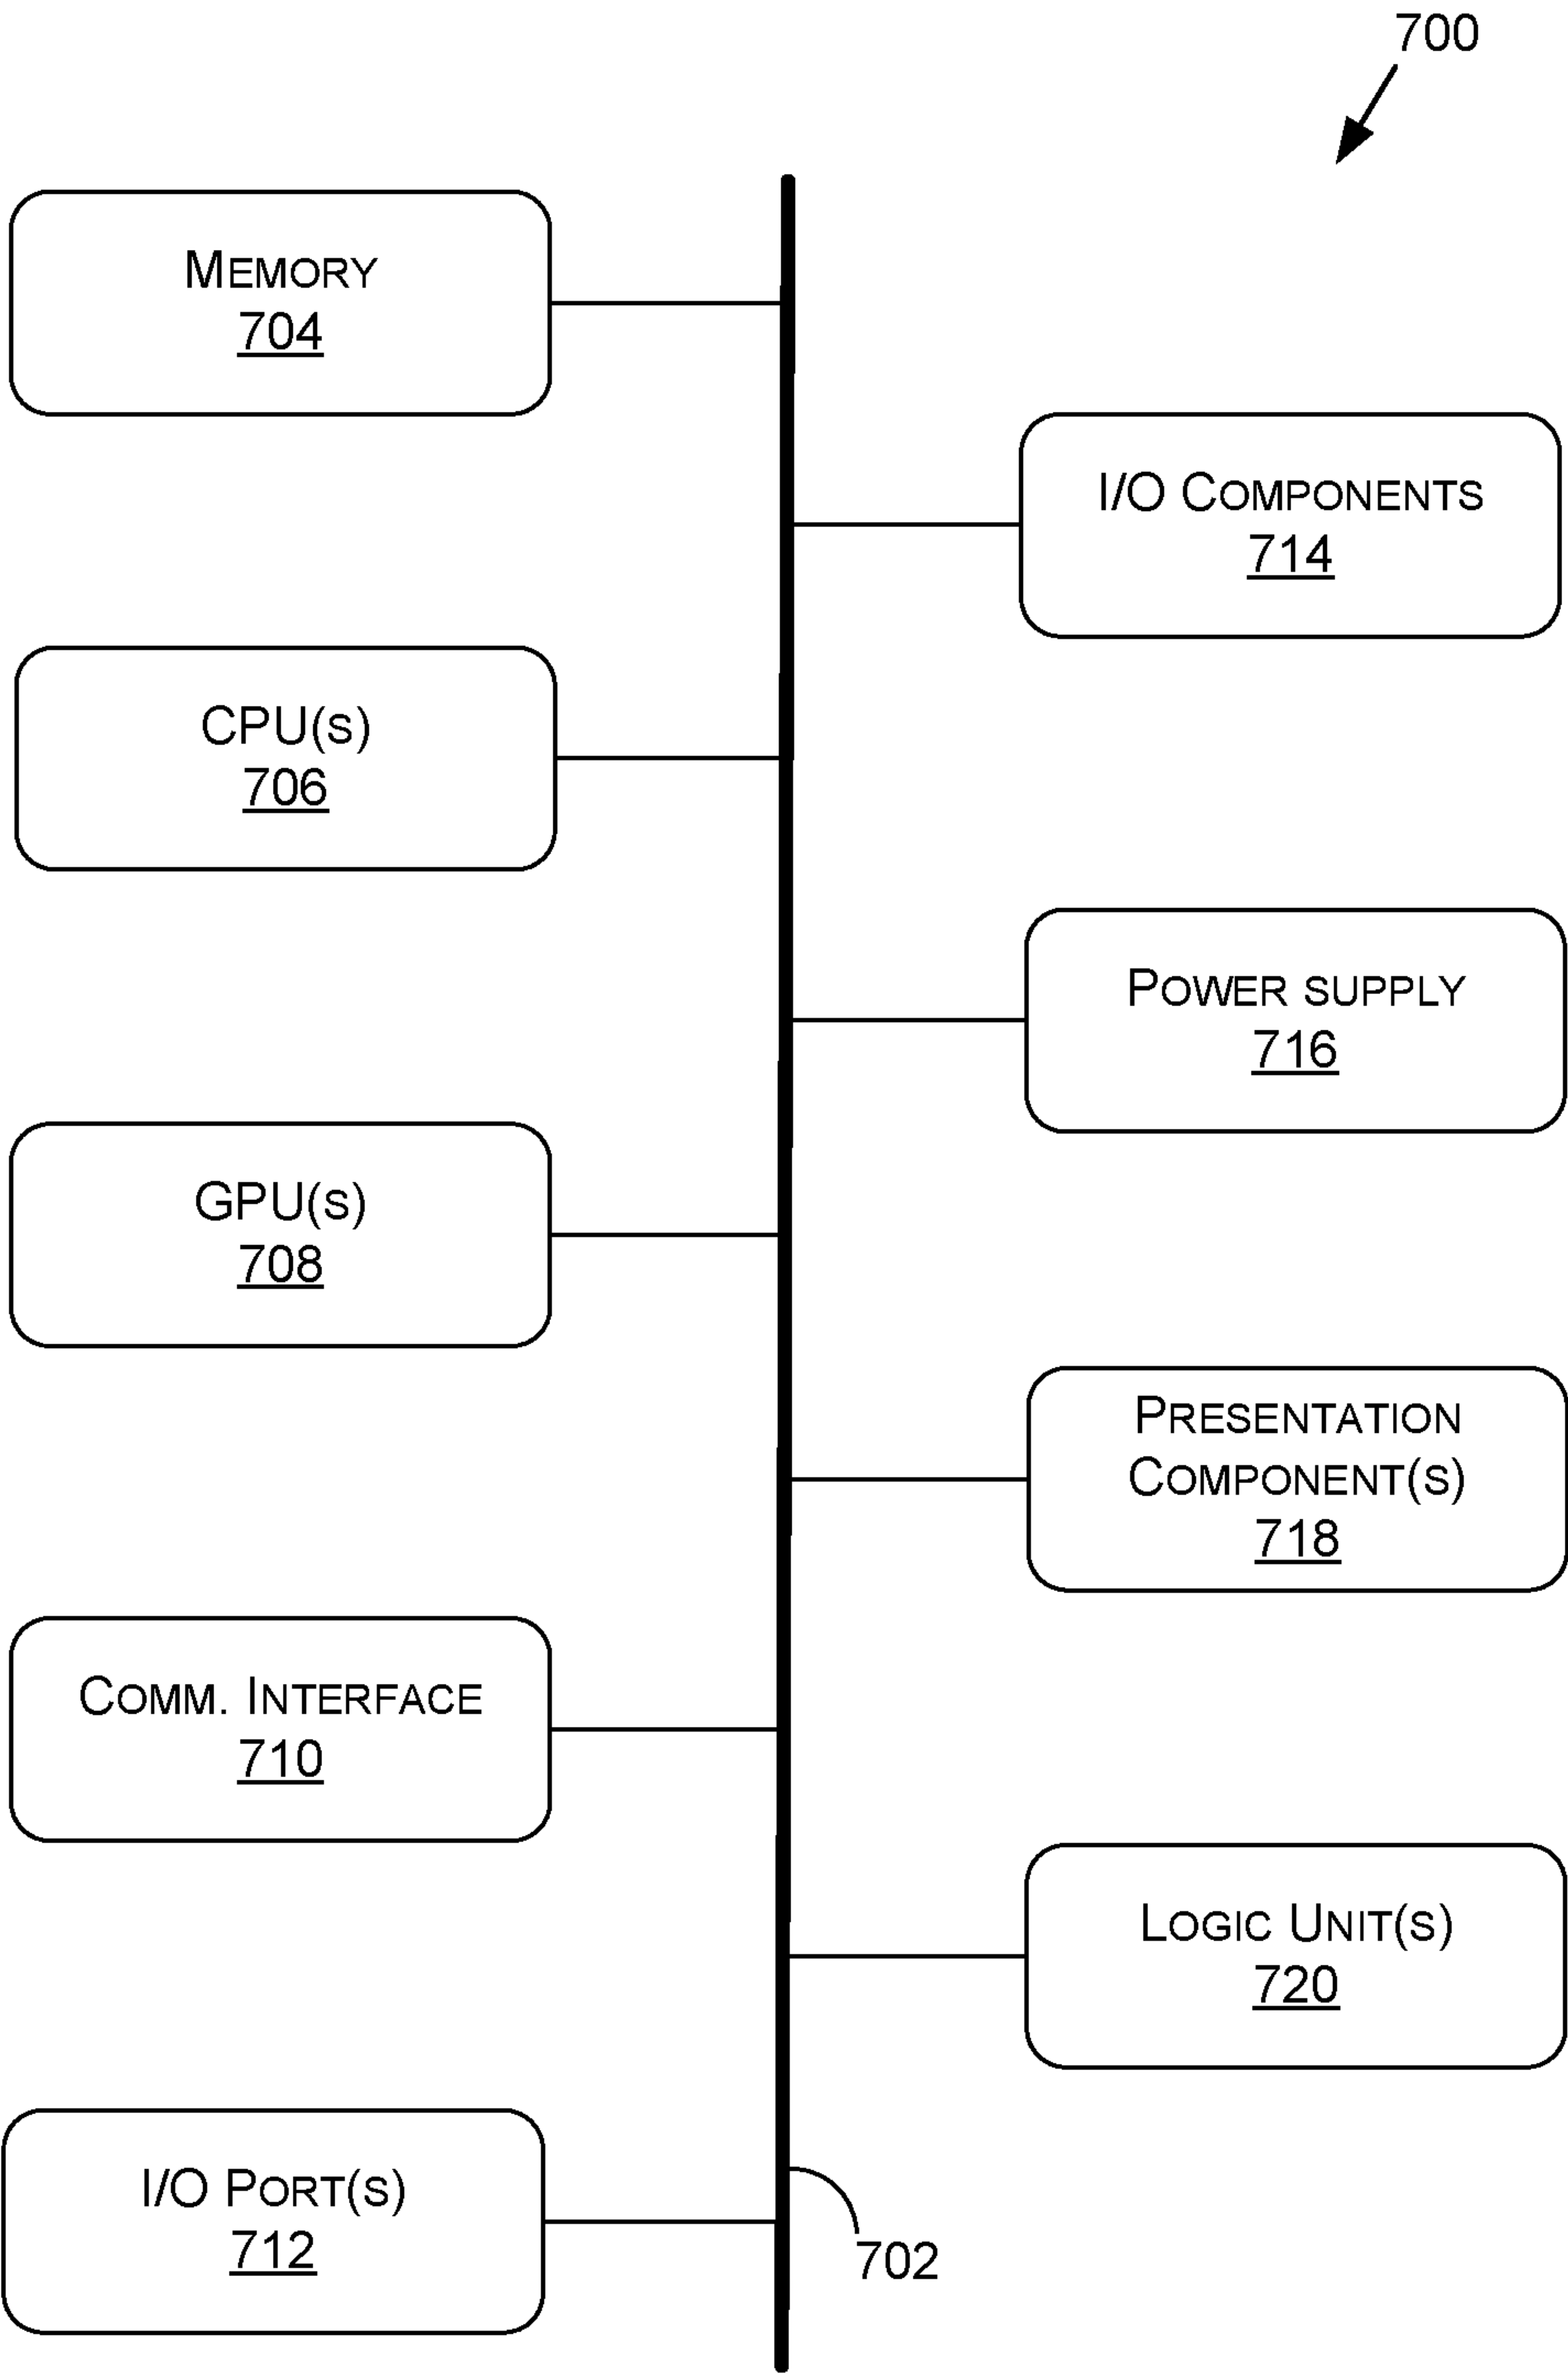 700
MEMORY
704
I/O COMPONENTS
714
CPU(S)
706
POWER SUPPLY
716
GPU(S)
708
PRESENTATION
COMPONENT(S)
718
COMM. INTERFACE
710
LOGIC UNIT(S)
720
I/O PORT(S)
712
702